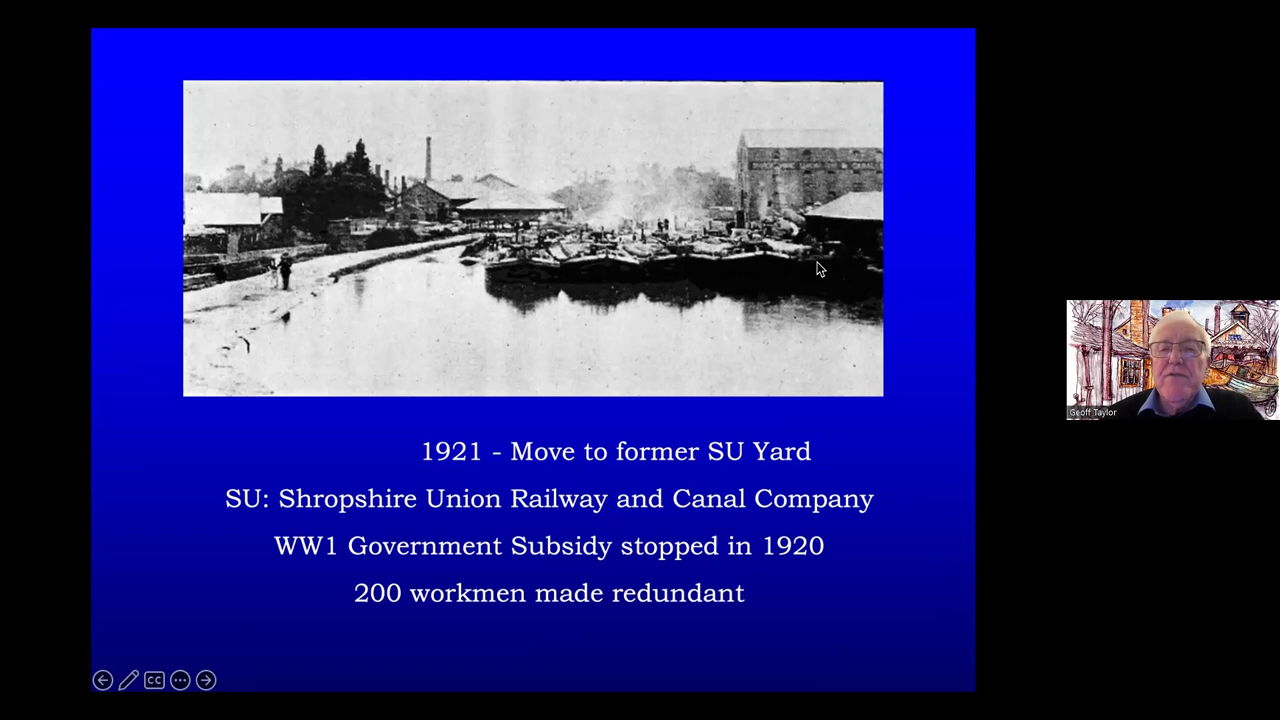 1921 - Move to former SU Yard
SU: Shropshire Union Railway and Canal Company
WW1 Government Subsidy stopped in 1920
200 workmen made redundant
CC
Geoff Taylor